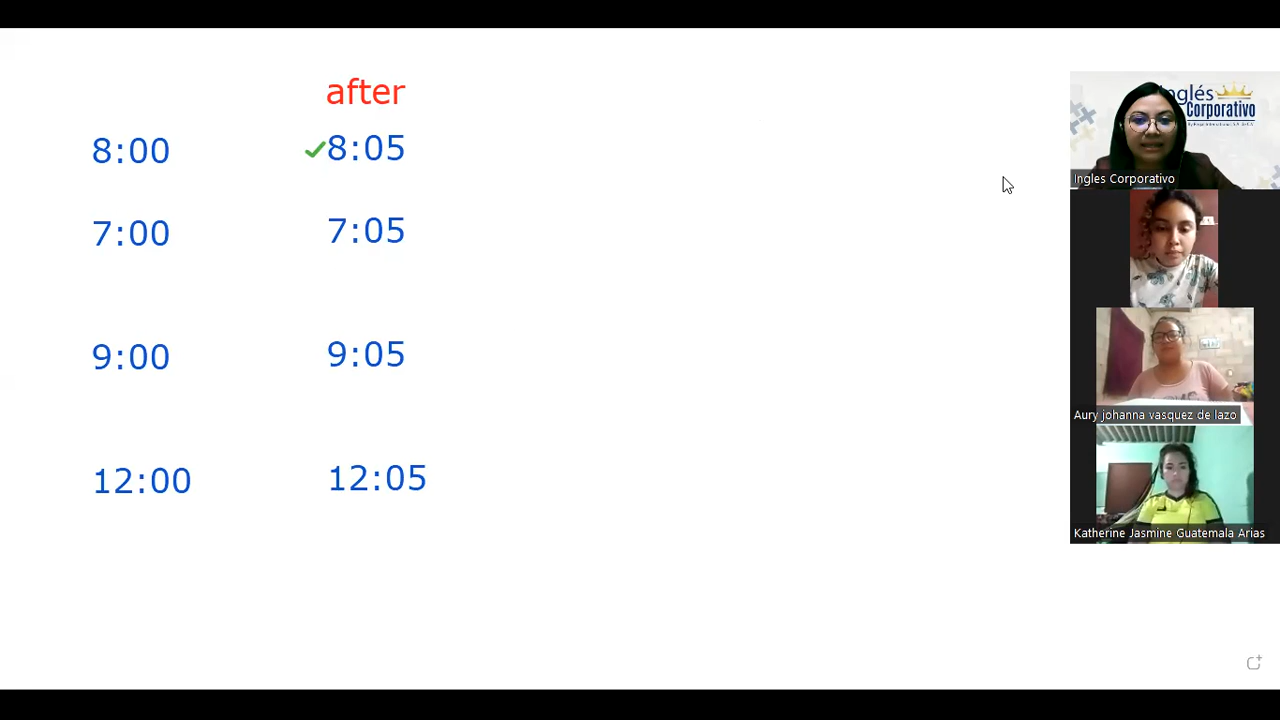 after
8:00 8:05
7:00 7:05
9:00 9:05
12:00 12:05
Inglés
Corporativo
Ingles Corporativo
Aury johanna vasquez de lazo
Katherine Jasmine Guatemala Arias